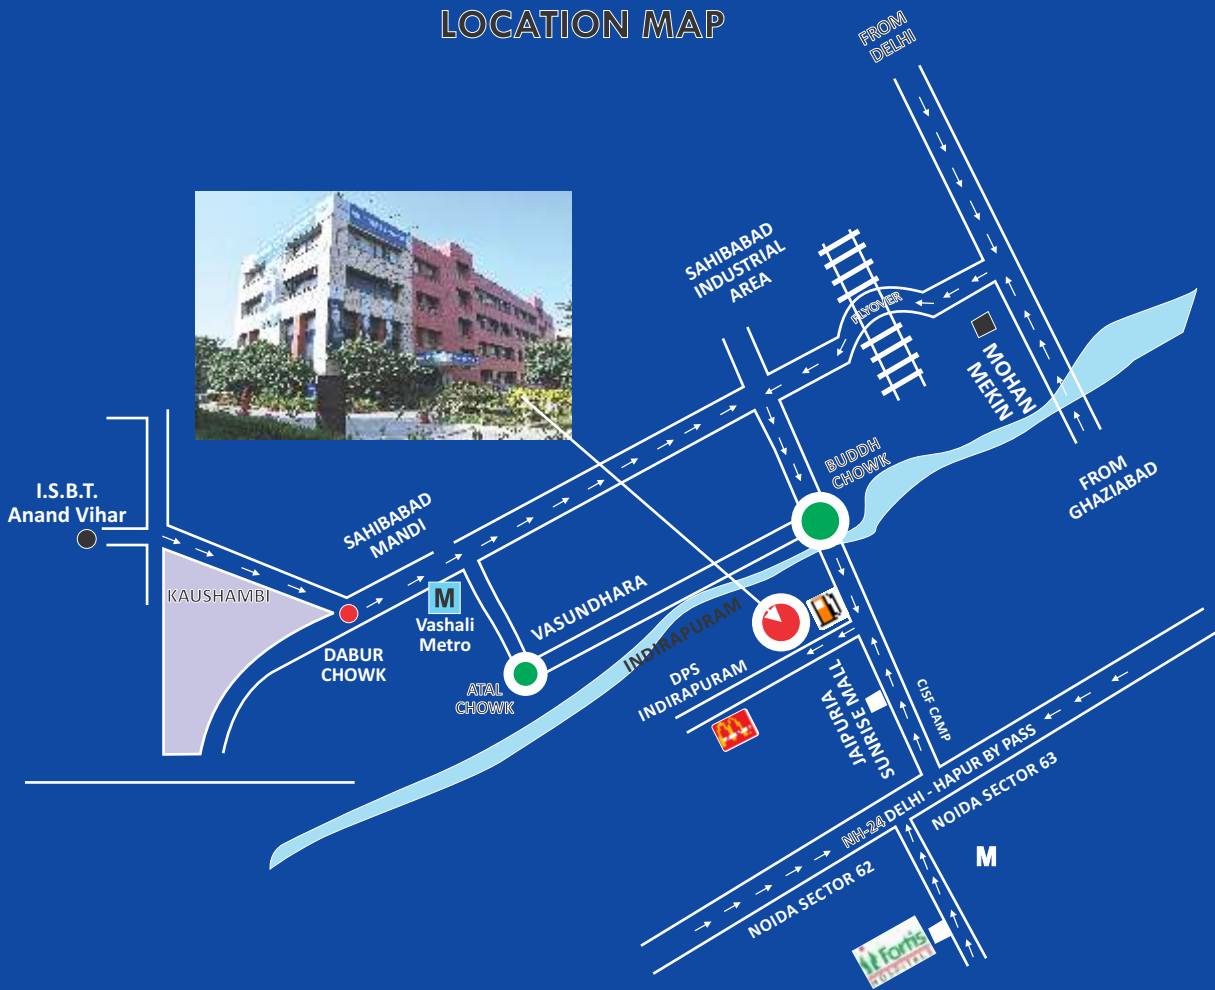 LOCATION MAP
FROM
DELHI
SAHIBABAD
INDUSTRIAL
AREA
FLYOVER
MOHAN
MEKIN
BUDDH
CHOWK
FROM
GHAZIABAD
I.S.B.T.
Anand Vihar
SAHIBABAD
MANDI
KAUSHAMBI
M
Vashali
Metro
DABUR
CHOWK
VASUNDHARA
ATAL
CHOWK
INDIRAPURAM
DPS
INDIRAPURAM
JAIPURIA
SUNRISE MALL
CISF CAMP
NH-24 DELHI - HAPUR BY PASS
NOIDA SECTOR 63
NOIDA SECTOR 62
M
Fortis
HOSPITALS